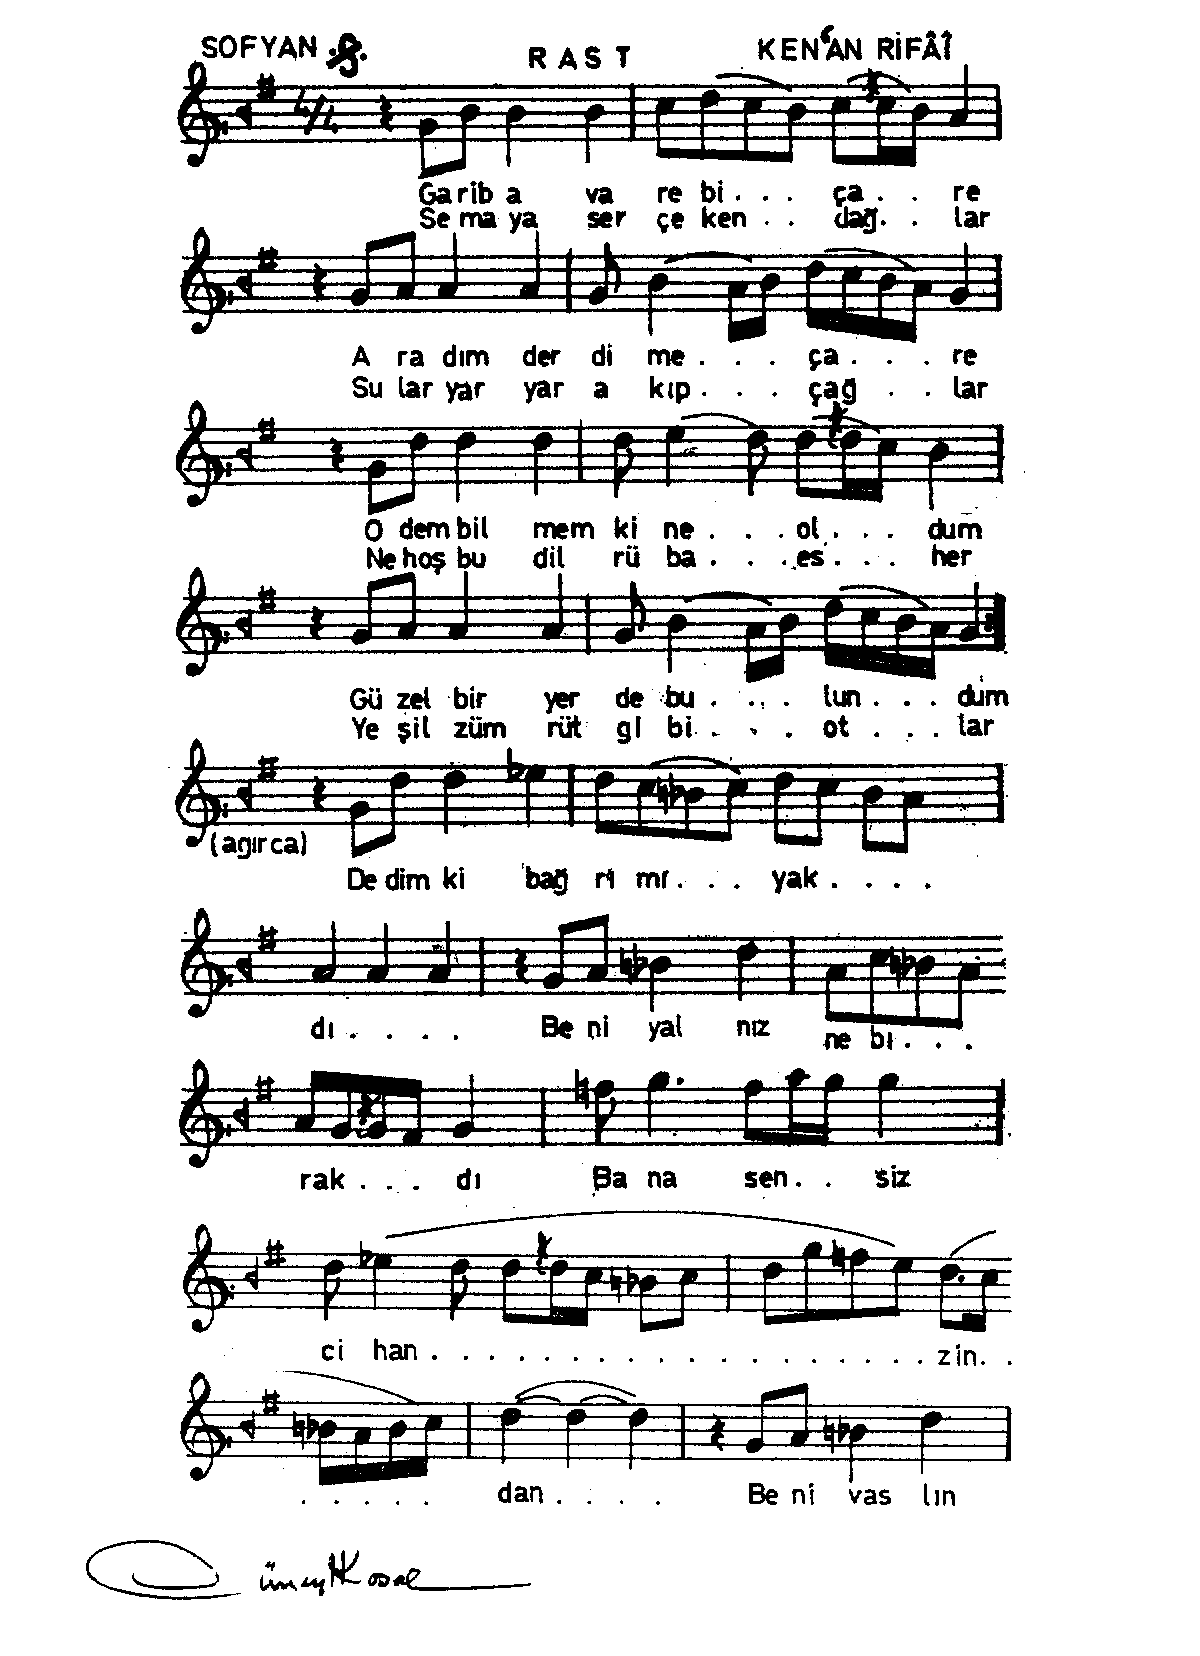 SOFYAN
RAST
KEN'AN RİFÂÎ
4/4
Garib a va re bi . . . ça . . re
Se ma ya ser çe ken . . dağ . . lar
A ra dım der di me . . . ça . . . re
Su lar yar yar a kıp . . . çağ . . lar
O dem bil mem ki ne . . . ol . . . dum
Ne hoş bu dil rü ba . . . es . . . her
Gü zel bir yer de bu . . . lun . . . dum
Ye şil züm rüt gi bi . . . ot . . . lar
(ağırca)
De dim ki bağ rı mı . . . yak . . . .
dı . . . . Be ni yal nız ne bı . . .
rak . . . dı Ba na sen . . siz
ci han . . . . . . . . . . . . . . . . . . zin . .
. . . . . dan . . . . Be ni vas lın